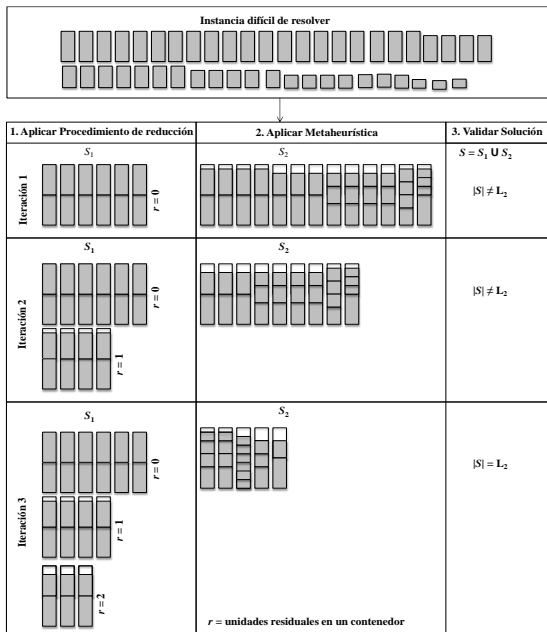 Instancia difícil de resolver
1. Aplicar Procedimiento de reducción
2. Aplicar Metaheurística
3. Validar Solución
Iteración 1
S1
r = 0
S2
S = S1 U S2
|S| ≠ L2
Iteración 2
S1
r = 0
r = 1
S2
|S| ≠ L2
Iteración 3
S1
r = 0
r = 1
r = 2
S2
|S| = L2
r = unidades residuales en un contenedor